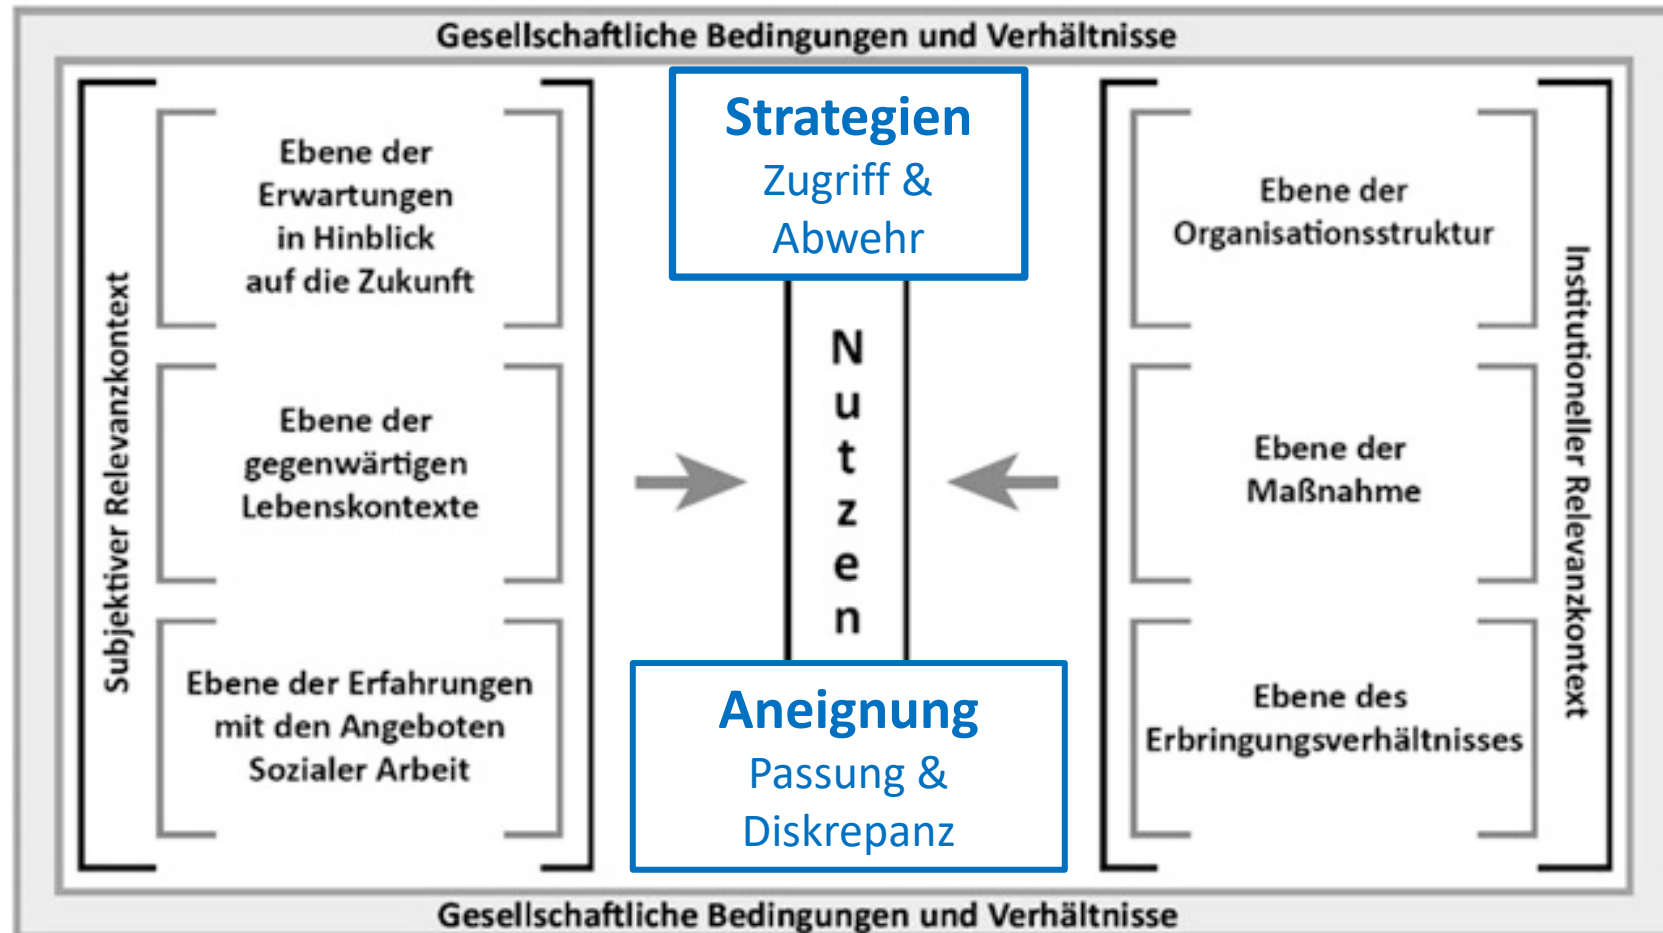 Gesellschaftliche Bedingungen und Verhältnisse
Subjektiver Relevanzkontext
Ebene der
Erwartungen
in Hinblick
auf die Zukunft
Ebene der
gegenwärtigen
Lebenskontexte
Ebene der Erfahrungen
mit den Angeboten
Sozialer Arbeit
Strategien
Zugriff &
Abwehr
Nutzen
Aneignung
Passung &
Diskrepanz
Ebene der
Organisationsstruktur
Ebene der
Maßnahme
Ebene des
Erbringungsverhältnisses
Institutioneller Relevanzkontext
Gesellschaftliche Bedingungen und Verhältnisse